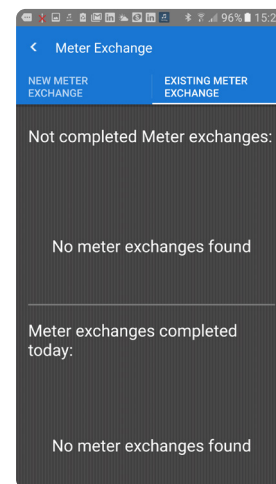 96% 15:2
Meter Exchange
NEW METER
EXCHANGE
EXISTING METER
EXCHANGE
Not completed Meter exchanges:
No meter exchanges found
Meter exchanges completed
today:
No meter exchanges found